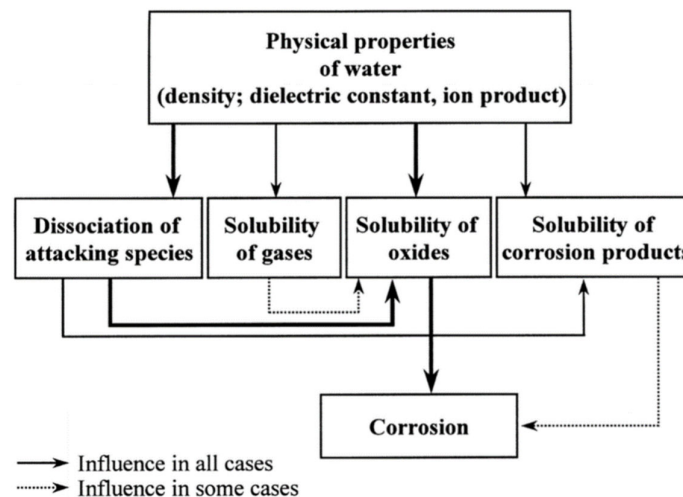 Physical properties
of water
(density; dielectric constant, ion product)
Dissociation of
attacking species
Solubility
of gases
Solubility of
oxides
Solubility of
corrosion products
Corrosion
Influence in all cases
Influence in some cases